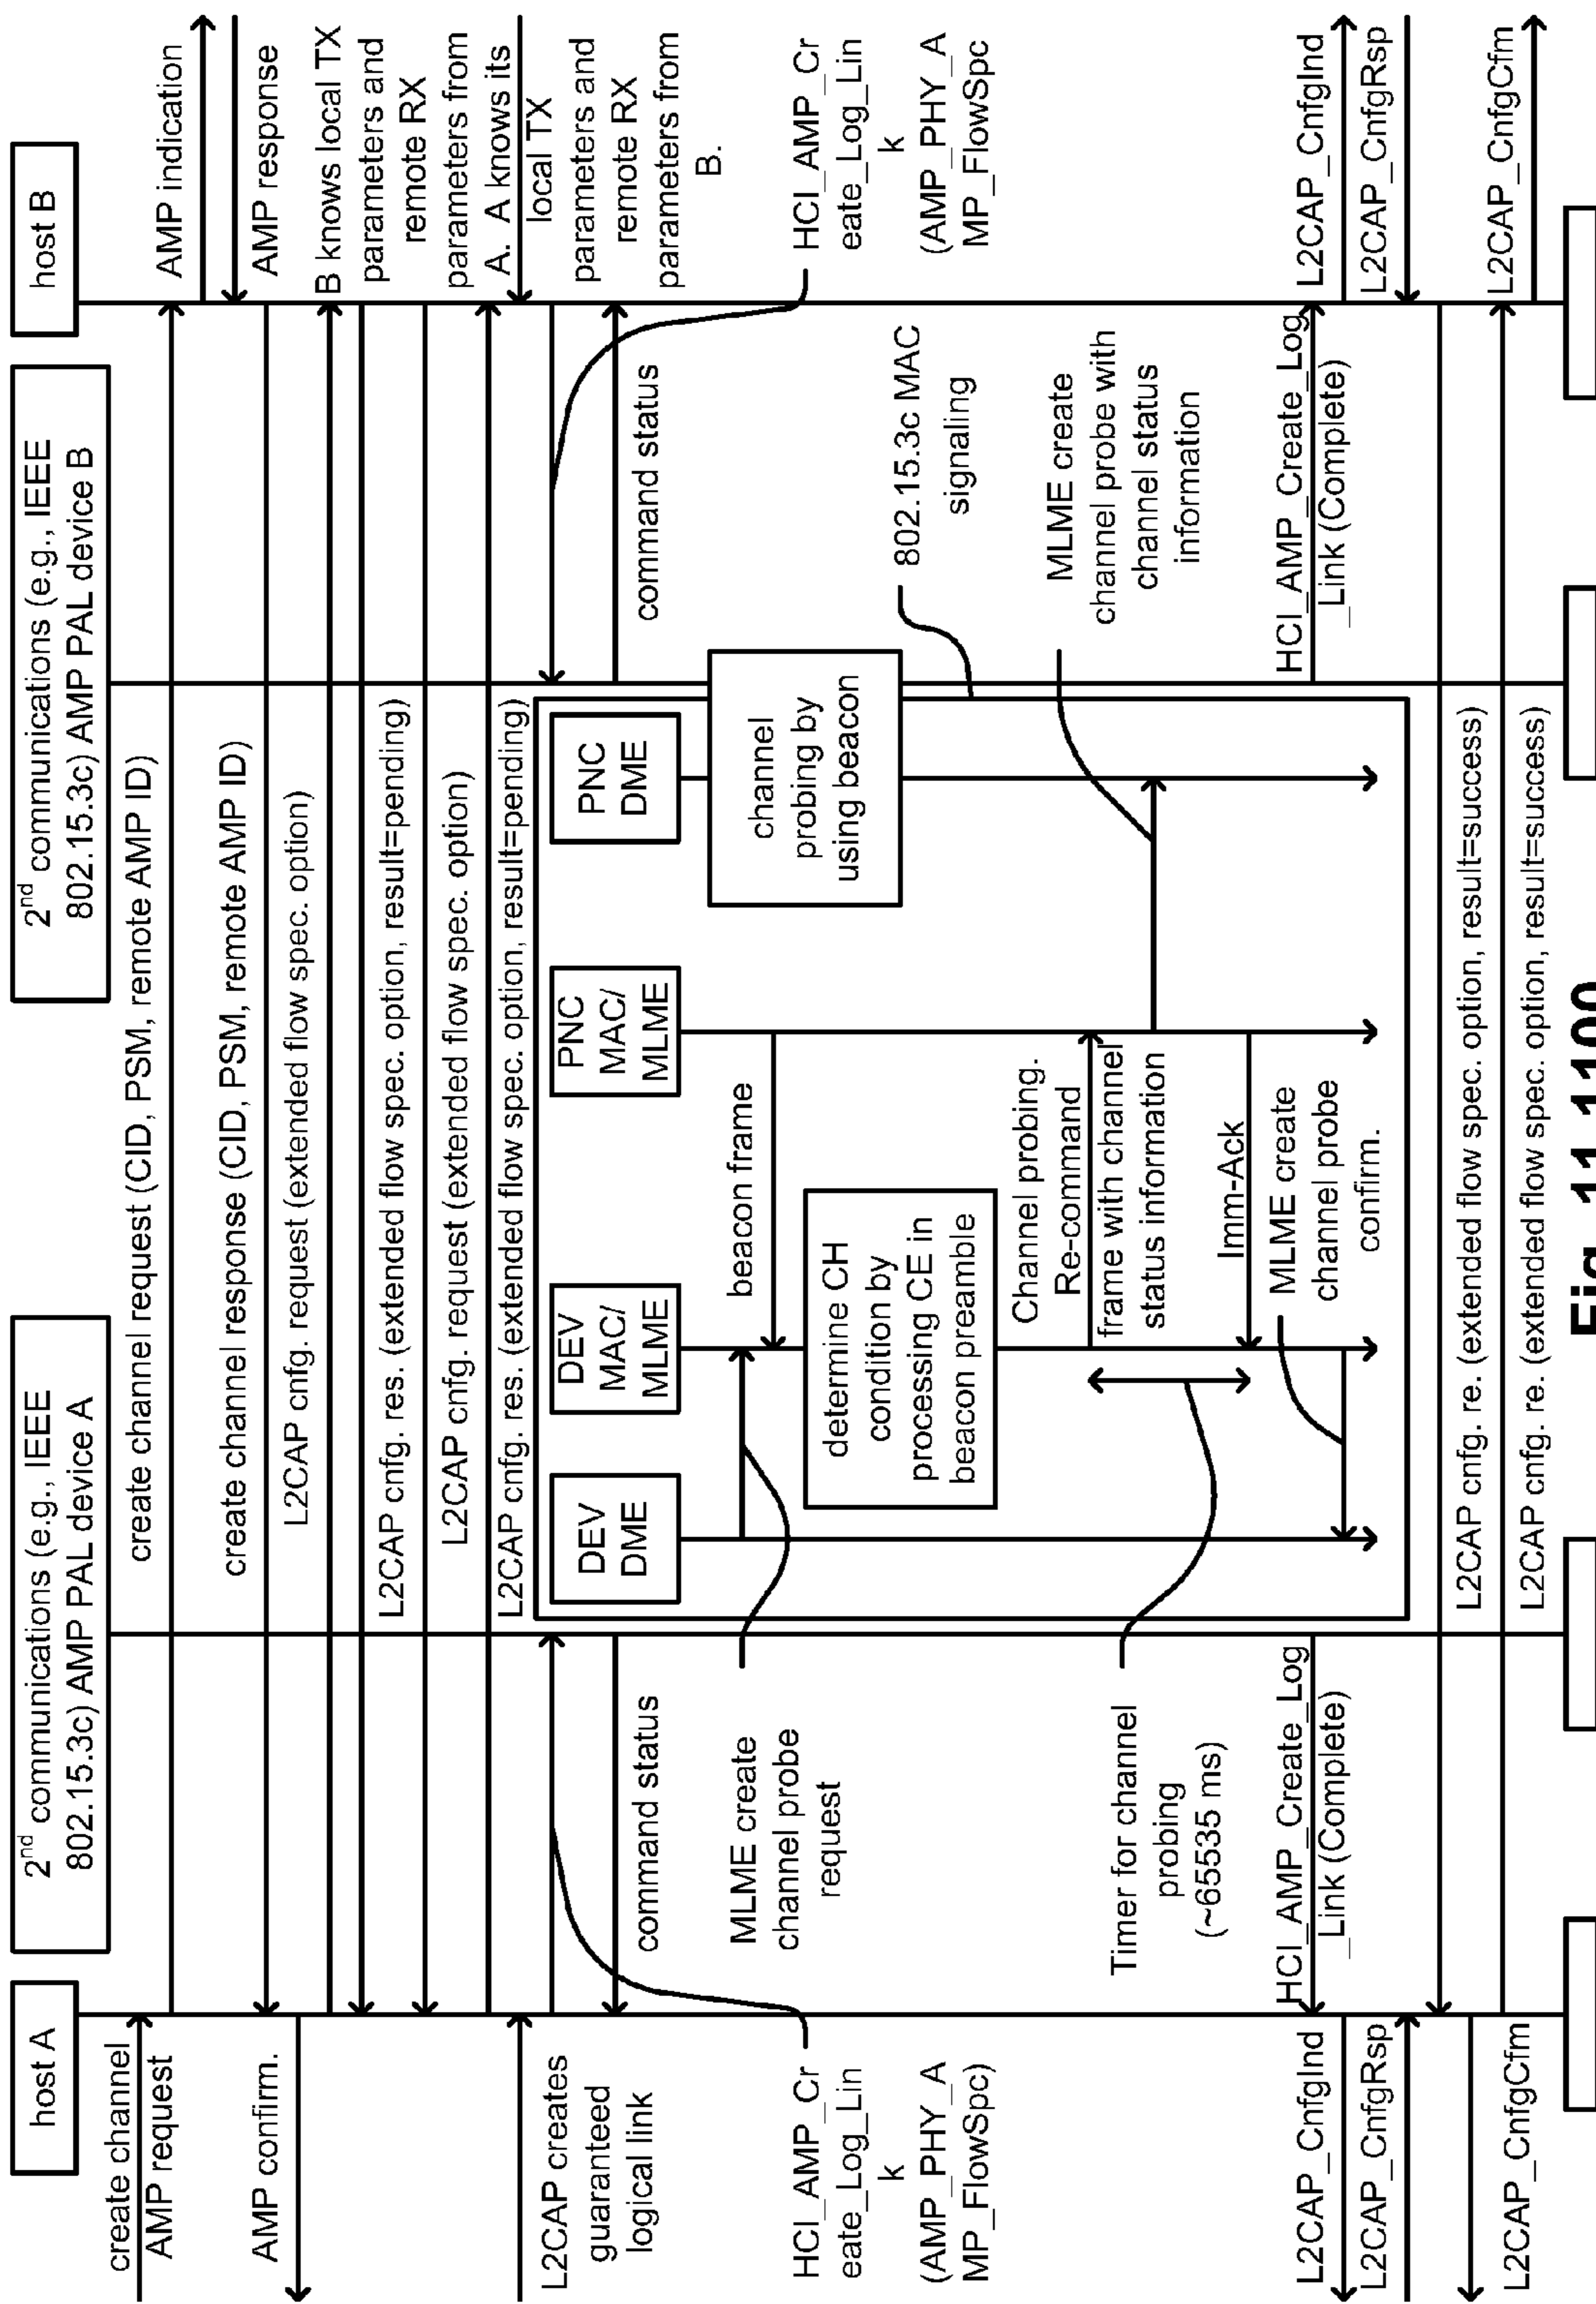 host A
2nd communications (e.g., IEEE
802.15.3c) AMP PAL device A
2nd communications (e.g., IEEE
802.15.3c) AMP PAL device B
host B
create channel
AMP request
create channel request (CID, PSM, remote AMP ID)
AMP indication
AMP response
create channel response (CID, PSM, remote AMP ID)
AMP confirm.
L2CAP cnfg. request (extended flow spec. option)
L2CAP cnfg. res. (extended flow spec. option, result=pending)
L2CAP cnfg. request (extended flow spec. option)
L2CAP cnfg. res. (extended flow spec. option, result=pending)
B knows local TX
parameters and
remote RX
parameters from
A. A knows its
local TX
parameters and
remote RX
parameters from
B.
L2CAP creates
guaranteed
logical link
command status
command status
HCI_AMP_Cr
eate_Log_Lin
k
(AMP_PHY_A
MP_FlowSpc)
HCI_AMP_Cr
eate_Log_Lin
k
(AMP_PHY_A
MP_FlowSpc
DEV
DME
DEV
MAC/
MLME
PNC
MAC/
MLME
PNC
DME
MLME create
channel probe
request
beacon frame
channel
probing by
using beacon
determine CH
condition by
processing CE in
beacon preamble
802.15.3c MAC
signaling
Channel probing.
Re-command
frame with channel
status information
MLME create
channel probe with
channel status
information
Timer for channel
probing
(~65535 ms)
Imm-Ack
MLME create
channel probe
confirm.
HCI_AMP_Create_Log
_Link (Complete)
HCI_AMP_Create_Log
_Link (Complete)
L2CAP_CnfgInd
L2CAP_CnfgRsp
L2CAP_CnfgInd
L2CAP_CnfgRsp
L2CAP cnfg. re. (extended flow spec. option, result=success)
L2CAP cnfg. re. (extended flow spec. option, result=success)
L2CAP_CnfgCfm
L2CAP_CnfgCfm
Fig. 11 1100